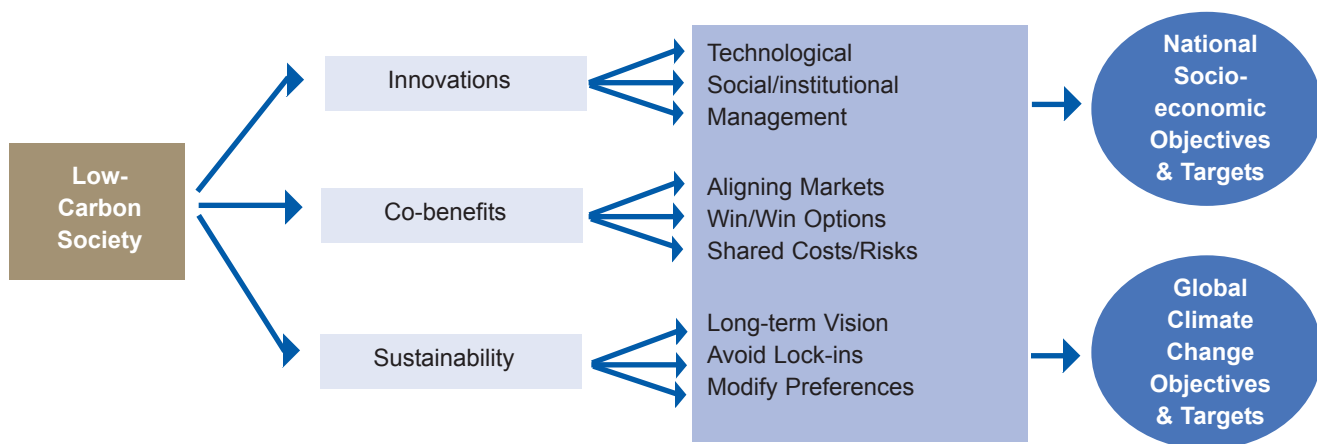 Low-
Carbon
Society
Innovations
Co-benefits
Sustainability
Technological
Social/institutional
Management
Aligning Markets
Win/Win Options
Shared Costs/Risks
Long-term Vision
Avoid Lock-ins
Modify Preferences
National
Socio-
economic
Objectives
& Targets
Global
Climate
Change
Objectives
& Targets